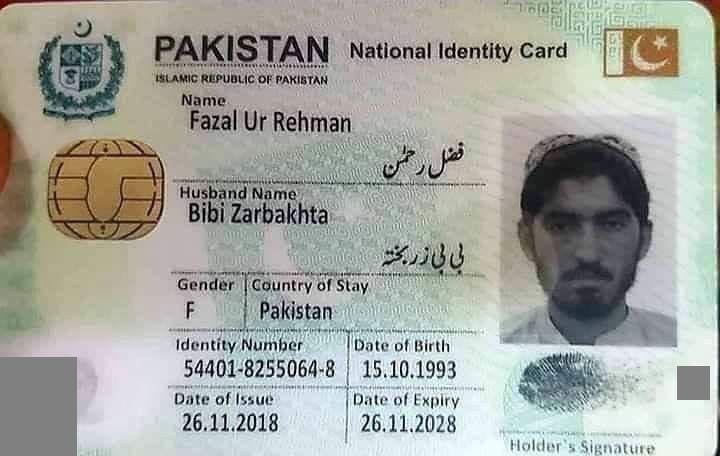 PAKISTAN National Identity Card
ISLAMIC REPUBLIC OF PAKISTAN
Name
Fazal Ur Rehman
فضل رحمٰن
Husband Name
Bibi Zarbakhta
بی بی زربختہ
Gender Country of Stay
F Pakistan
Identity Number Date of Birth
54401-8255064-8 15.10.1993
Date of Issue Date of Expiry
26.11.2018 26.11.2028
Holder's Signature